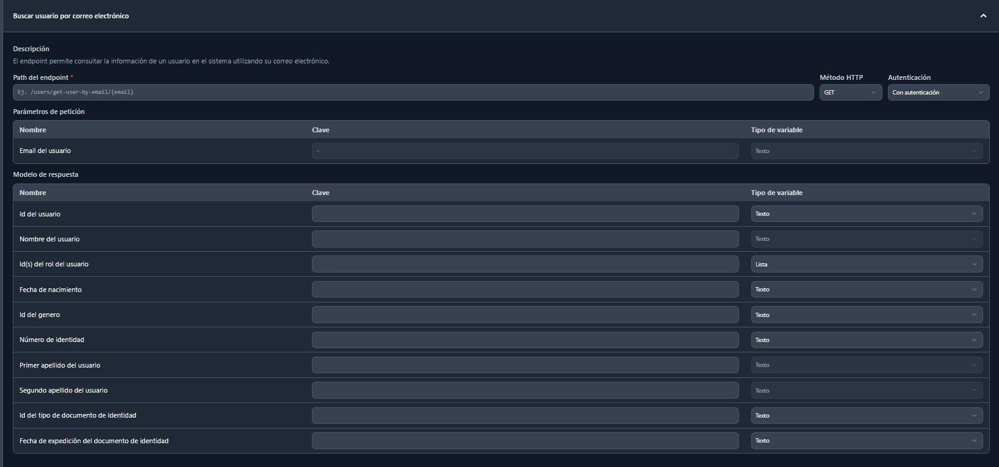 Buscar usuario por correo electrónico
Descripción
El endpoint permite consultar la información de un usuario en el sistema utilizando su correo electrónico.
Path del endpoint * Método HTTP Autenticación
Ej. /users/get-user-by-email/{email} GET Con autenticación
Parámetros de petición
Nombre Clave Tipo de variable
Email del usuario - Texto
Modelo de respuesta
Nombre Clave Tipo de variable
Id del usuario Texto
Nombre del usuario Texto
Id(s) del rol del usuario Lista
Fecha de nacimiento Texto
Id del genero Texto
Número de identidad Texto
Primer apellido del usuario Texto
Segundo apellido del usuario Texto
Id del tipo de documento de identidad Texto
Fecha de expedición del documento de identidad Texto